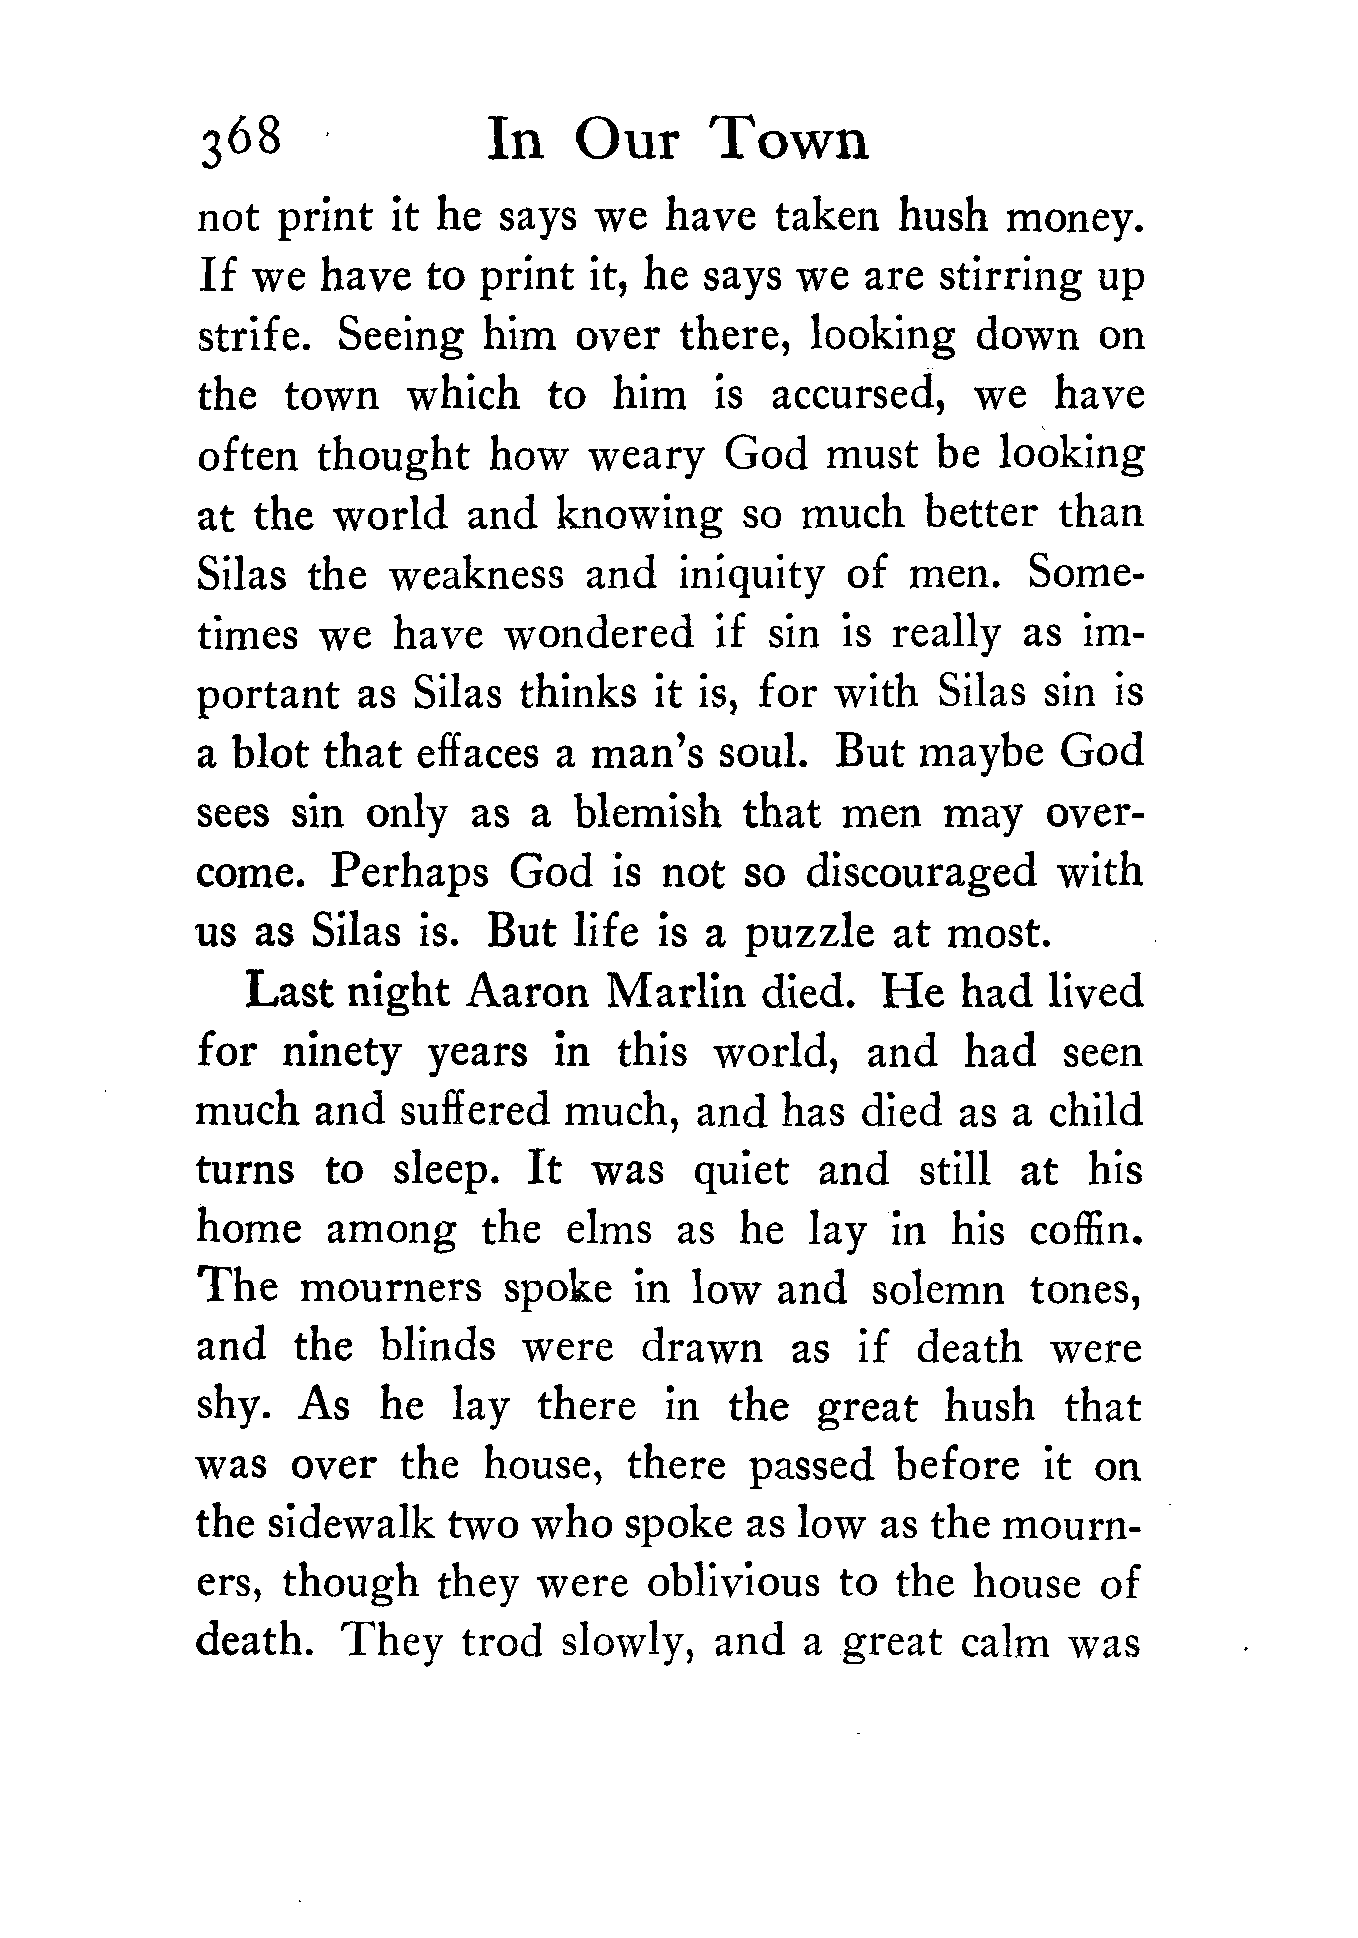 368 In Our Town
not print it he says we have taken hush money.
If we have to print it, he says we are stirring up
strife. Seeing him over there, looking down on
the town which to him is accursed, we have
often thought how weary God must be looking
at the world and knowing so much better than
Silas the weakness and iniquity of men. Some-
times we have wondered if sin is really as im-
portant as Silas thinks it is, for with Silas sin is
a blot that effaces a man's soul. But maybe God
sees sin only as a blemish that men may over-
come. Perhaps God is not so discouraged with
us as Silas is. But life is a puzzle at most.
Last night Aaron Marlin died. He had lived
for ninety years in this world, and had seen
much and suffered much, and has died as a child
turns to sleep. It was quiet and still at his
home among the elms as he lay in his coffin.
The mourners spoke in low and solemn tones,
and the blinds were drawn as if death were
shy. As he lay there in the great hush that
was over the house, there passed before it on
the sidewalk two who spoke as low as the mourn-
ers, though they were oblivious to the house of
death. They trod slowly, and a great calm was